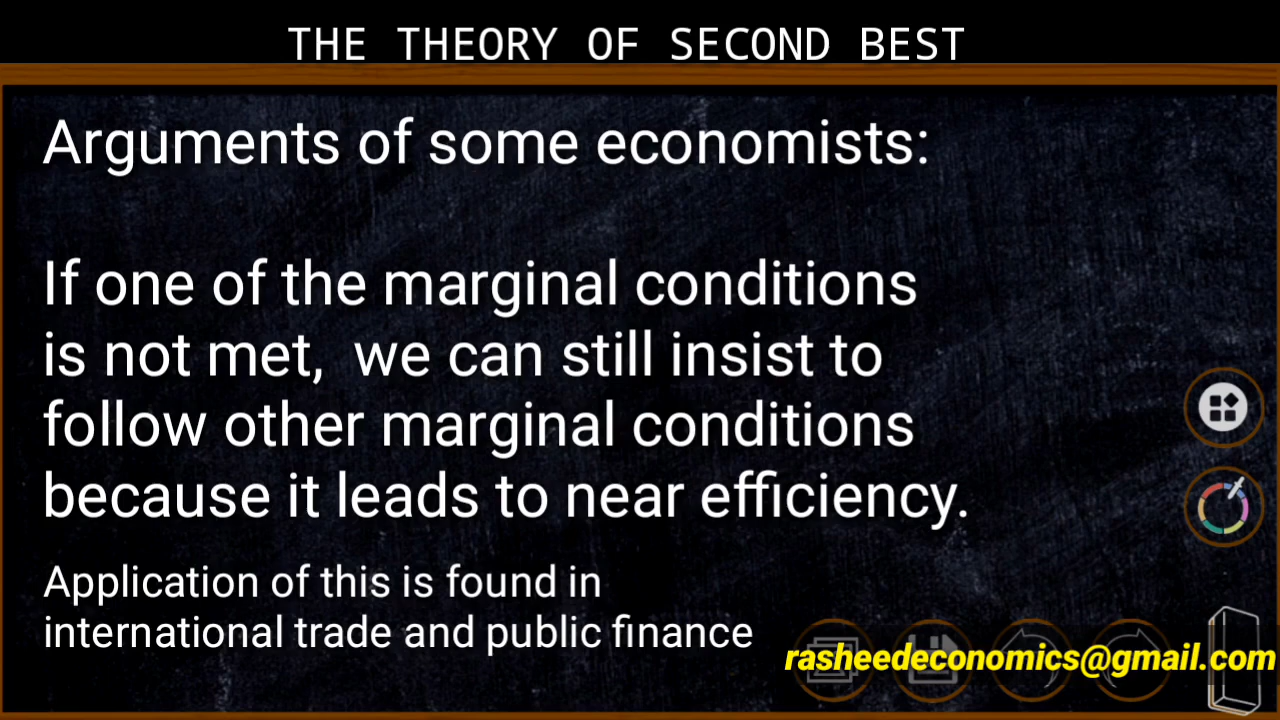 THE THEORY OF SECOND BEST
Arguments of some economists:
If one of the marginal conditions
is not met,  we can still insist to
follow other marginal conditions
because it leads to near efficiency.
Application of this is found in
international trade and public finance
rasheedeconomics@gmail.com